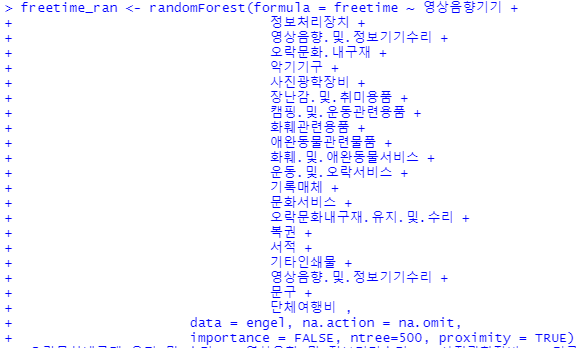 > freetime_ran <- randomForest(formula = freetime ~ 영상음향기기 +
+ 정보처리장치 +
+ 영상음향.및.정보기기수리 +
+ 오락문화.내구재 +
+ 악기기구 +
+ 사진광학장비 +
+ 장난감.및.취미용품 +
+ 캠핑.및.운동관련용품 +
+ 화훼관련용품 +
+ 애완동물관련물품 +
+ 화훼.및.애완동물서비스 +
+ 운동.및.오락서비스 +
+ 기록매체 +
+ 문화서비스 +
+ 오락문화내구재.유지.및.수리 +
+ 복권 +
+ 서적 +
+ 기타인쇄물 +
+ 영상음향.및.정보기기수리 +
+ 문구 +
+ 단체여행비 ,
+ data = engel, na.action = na.omit,
+ importance = FALSE, ntree=500, proximity = TRUE)